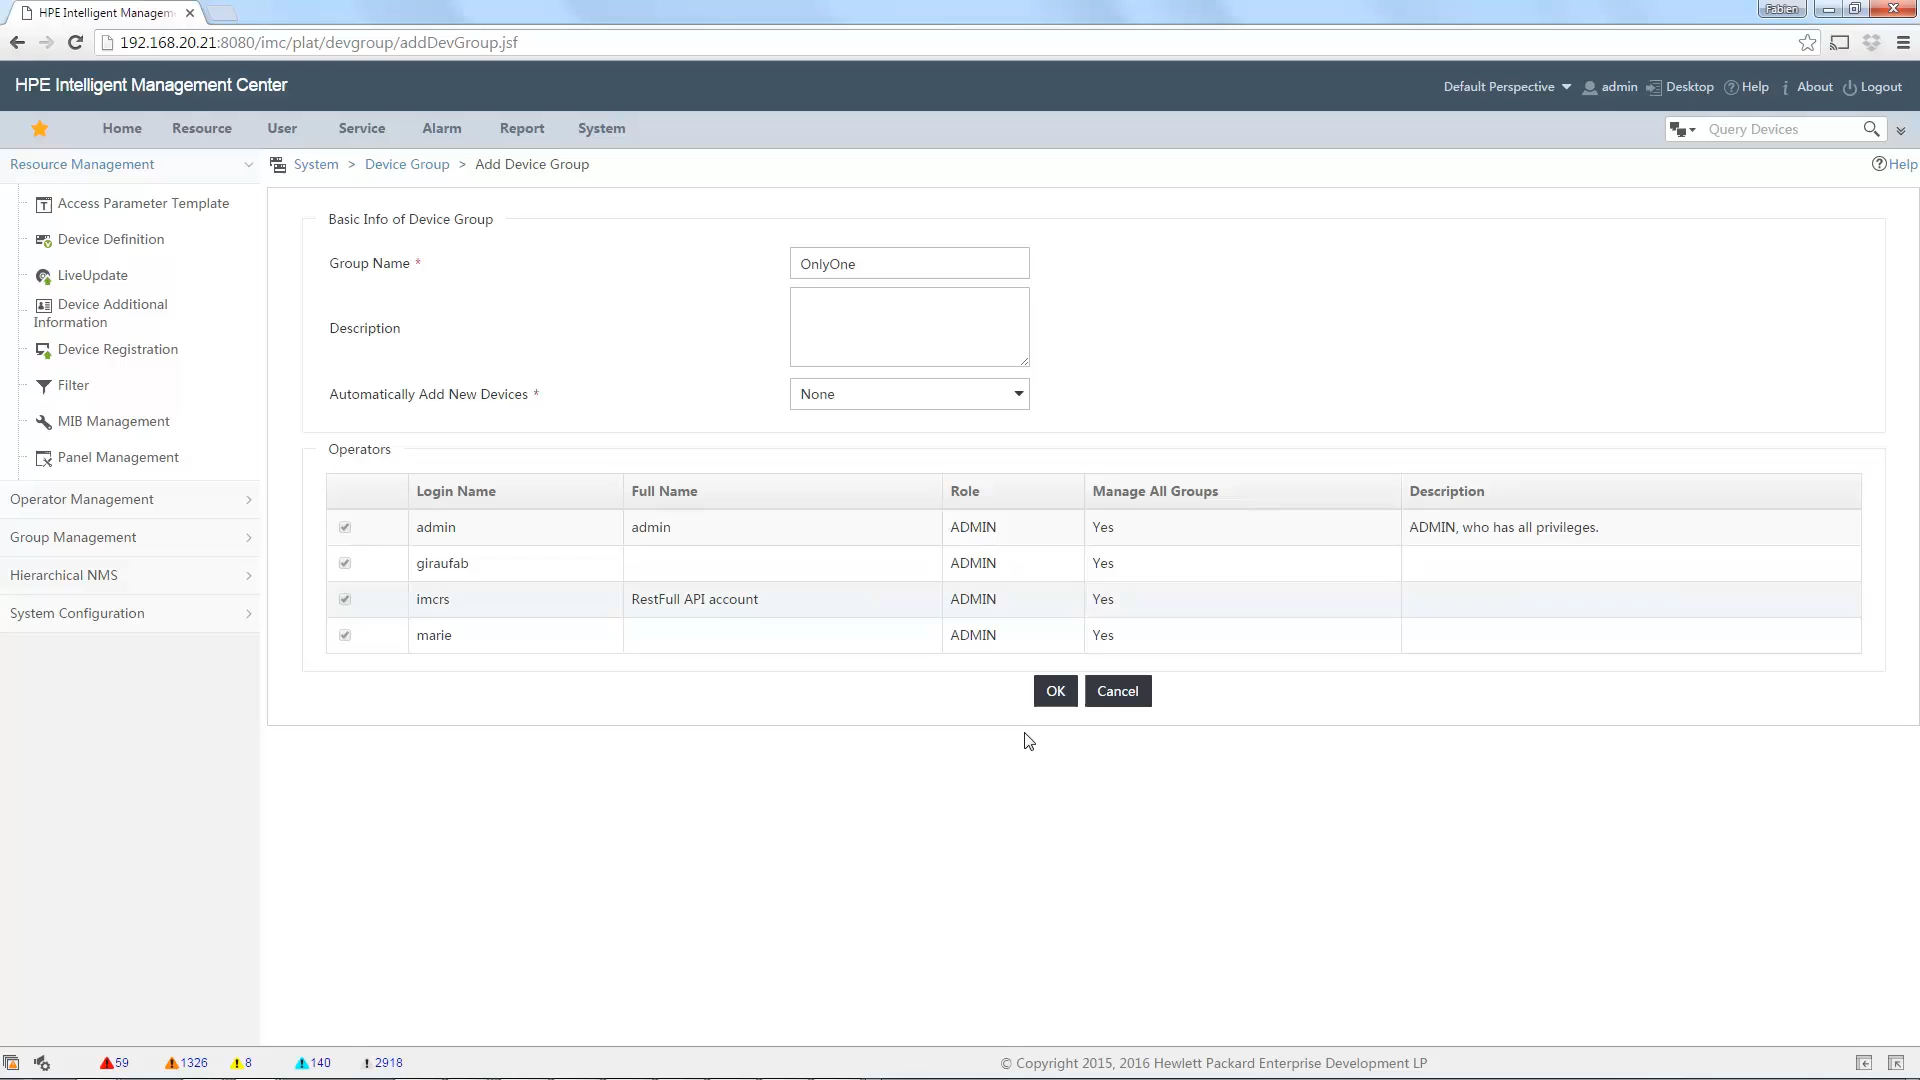 HPE Intelligent Managem
Fabien
192.168.20.21:8080/imc/plat/devgroup/addDevGroup.jsf
HPE Intelligent Management Center
Default Perspective admin Desktop Help About Logout
Home Resource User Service Alarm Report System
Query Devices
Resource Management
System > Device Group > Add Device Group
Help
Access Parameter Template
Device Definition
LiveUpdate
Device Additional
Information
Device Registration
Filter
MIB Management
Panel Management
Operator Management
Group Management
Hierarchical NMS
System Configuration
Basic Info of Device Group
Group Name * OnlyOne
Description
Automatically Add New Devices * None
Operators
Login Name Full Name Role Manage All Groups Description
admin admin ADMIN Yes ADMIN, who has all privileges.
giraufab ADMIN Yes
imcrs RestFull API account ADMIN Yes
marie ADMIN Yes
OK Cancel
59 1326 8 140 2918
© Copyright 2015, 2016 Hewlett Packard Enterprise Development LP